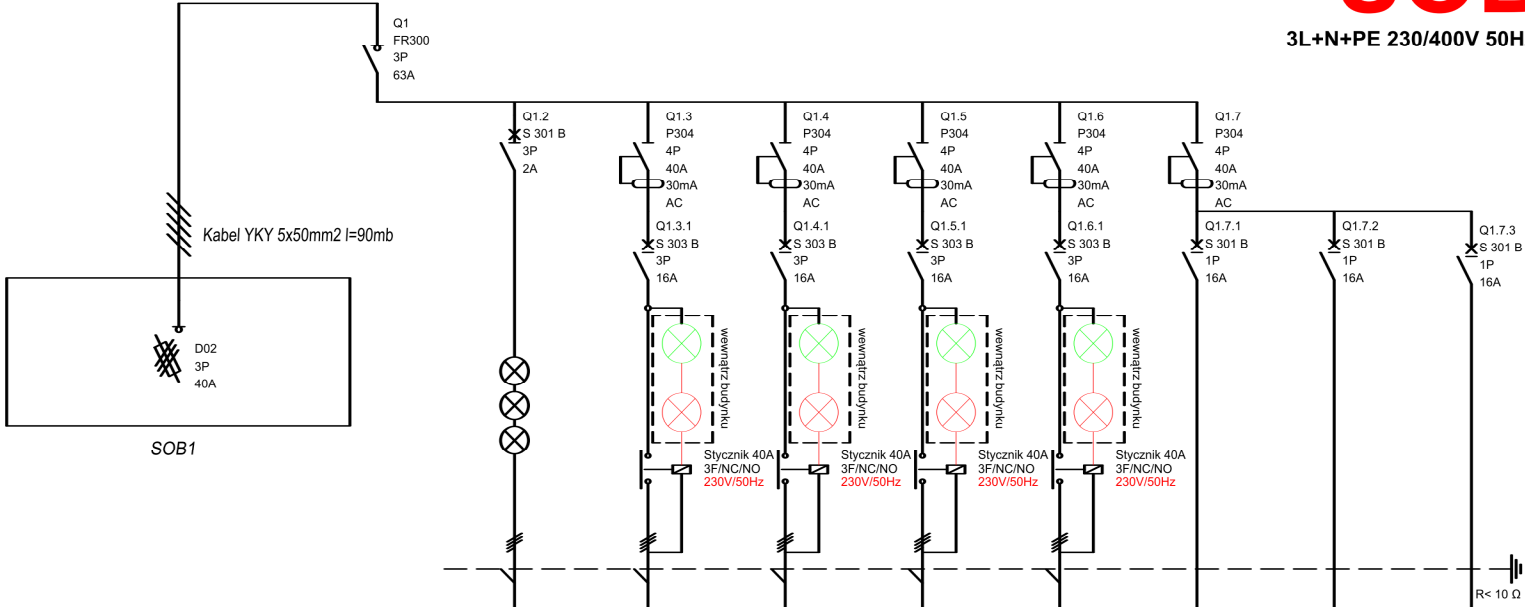 3L+N+PE 230/400V 50H
Q1
FR300
3P
63A
Q1.2
S 301 B
3P
2A
Q1.3
P304
4P
40A
30mA
AC
Q1.4
P304
4P
40A
30mA
AC
Q1.5
P304
4P
40A
30mA
AC
Q1.6
P304
4P
40A
30mA
AC
Q1.7
P304
4P
40A
30mA
AC
Kabel YKY 5x50mm2 l=90mb
Q1.3.1
S 303 B
3P
16A
Q1.4.1
S 303 B
3P
16A
Q1.5.1
S 303 B
3P
16A
Q1.6.1
S 303 B
3P
16A
Q1.7.1
S 301 B
1P
16A
Q1.7.2
S 301 B
1P
16A
Q1.7.3
S 301 B
1P
16A
D02
3P
40A
SOB1
wewnątrz budynku
wewnątrz budynku
wewnątrz budynku
wewnątrz budynku
Stycznik 40A
3F/NC/NO
230V/50Hz
Stycznik 40A
3F/NC/NO
230V/50Hz
Stycznik 40A
3F/NC/NO
230V/50Hz
Stycznik 40A
3F/NC/NO
230V/50Hz
R< 10 Ω